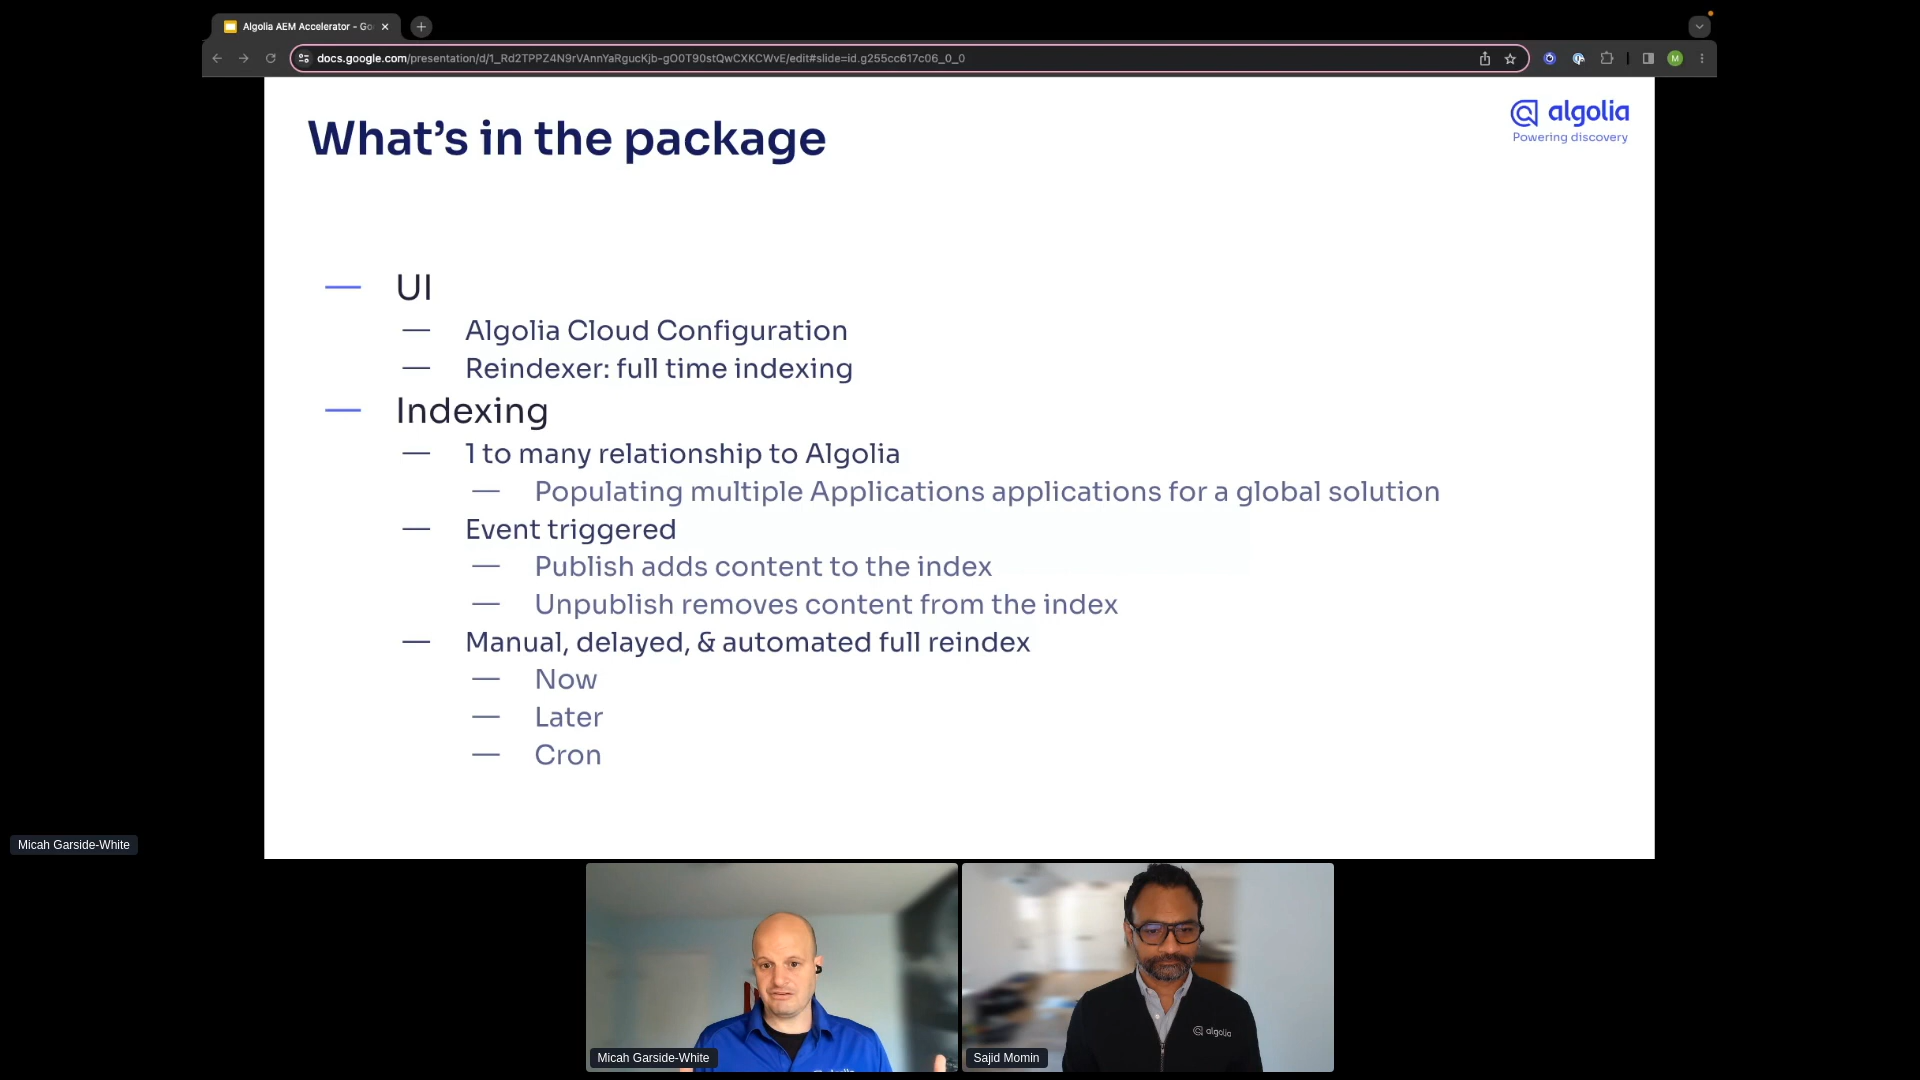 Algolia AEM Accelerator - Go
docs.google.com/presentation/d/1_Rd2TPPZ4N9rVAnnYaRgucKjb-gO0T90stQwCXKCWvE/edit#slide=id.g255cc617c06_0_0
M
algolia
Powering discovery
What's in the package
— UI
— Algolia Cloud Configuration
— Reindexer: full time indexing
— Indexing
— 1 to many relationship to Algolia
— Populating multiple Applications applications for a global solution
— Event triggered
— Publish adds content to the index
— Unpublish removes content from the index
— Manual, delayed, & automated full reindex
— Now
— Later
— Cron
Micah Garside-White
algolia
Micah Garside-White
Sajid Momin